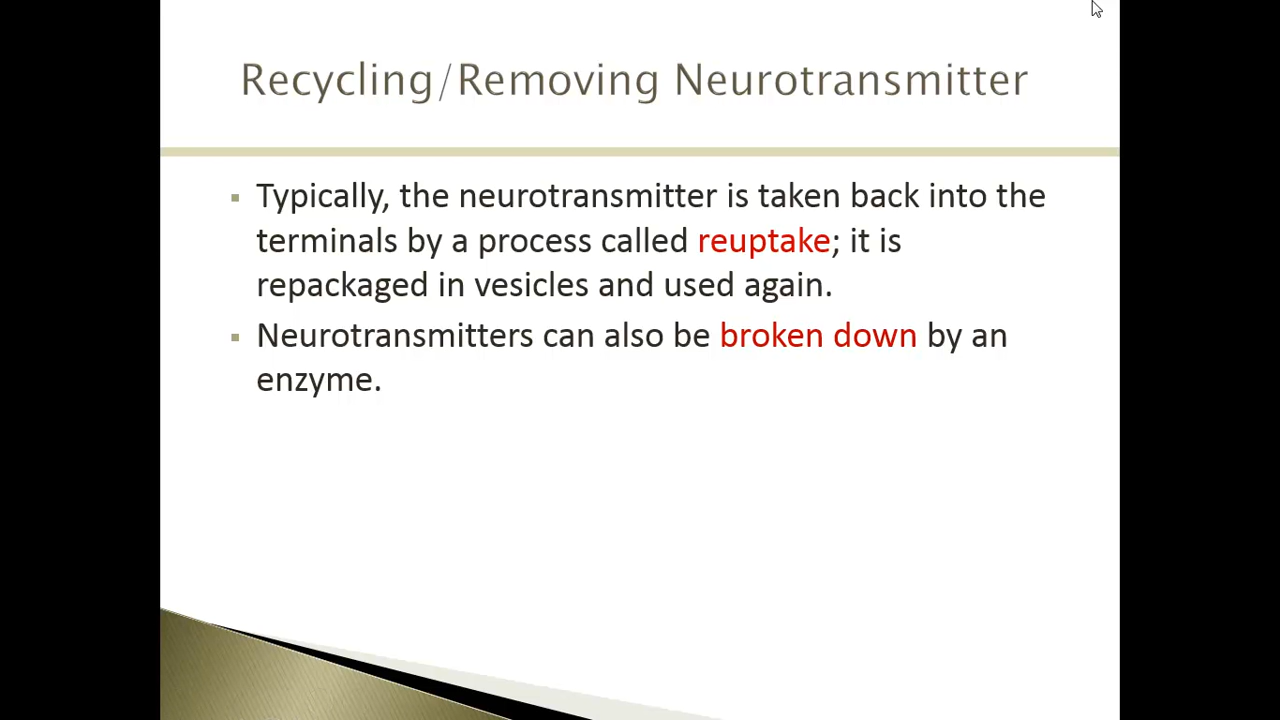 Recycling/Removing Neurotransmitter
▪ Typically, the neurotransmitter is taken back into the
terminals by a process called reuptake; it is
repackaged in vesicles and used again.
▪ Neurotransmitters can also be broken down by an
enzyme.